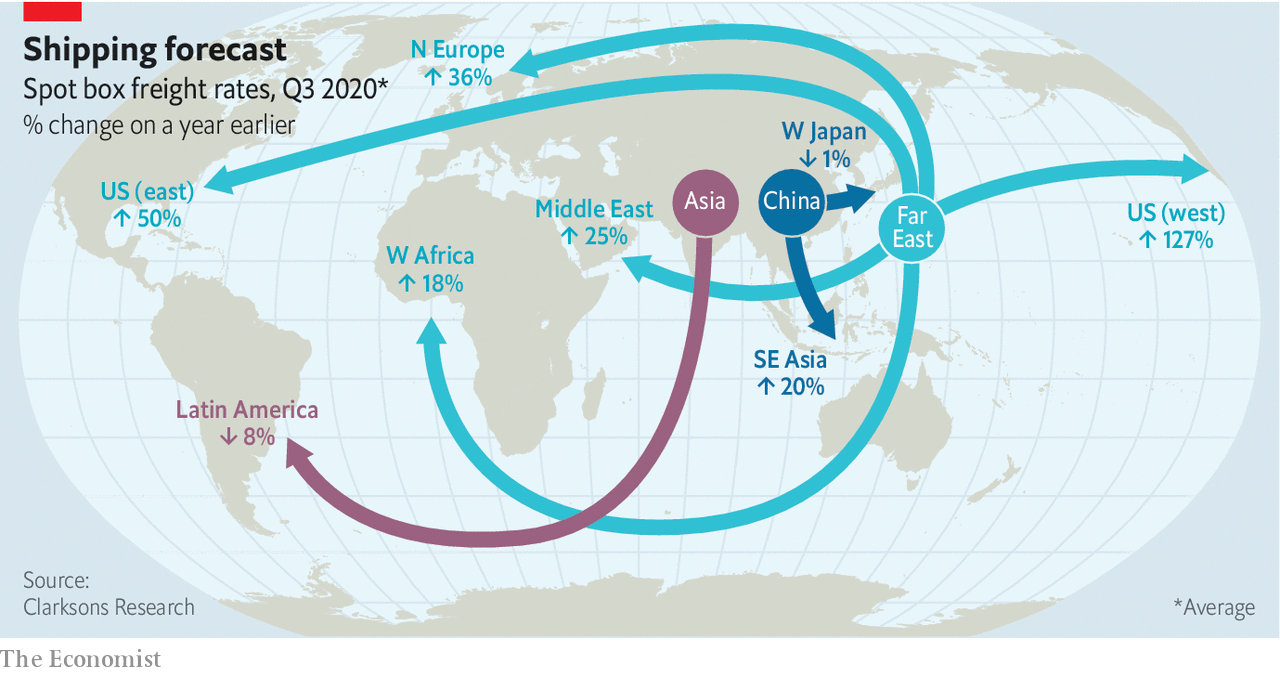 Shipping forecast
Spot box freight rates, Q3 2020*
% change on a year earlier
N Europe
↑ 36%
W Japan
↓ 1%
US (east)
↑ 50%
Asia
China
Middle East
↑ 25%
Far
East
US (west)
↑ 127%
W Africa
↑ 18%
SE Asia
↑ 20%
Latin America
↓ 8%
Source:
Clarksons Research
*Average
The Economist